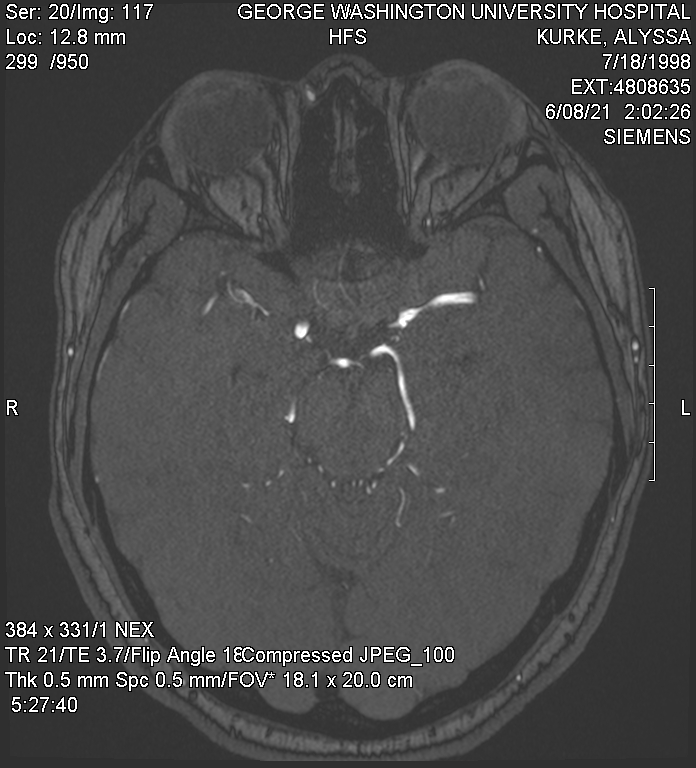 Ser: 20/Img: 117
Loc: 12.8 mm
299 /950
HFS
GEORGE WASHINGTON UNIVERSITY HOSPITAL
KURKE, ALYSSA
7/18/1998
EXT:4808635
6/08/21 2:02:26
SIEMENS
R
L
384 x 331/1 NEX
TR 21/TE 3.7/Flip Angle 18Compressed JPEG_100
Thk 0.5 mm Spc 0.5 mm/FOV* 18.1 x 20.0 cm
5:27:40